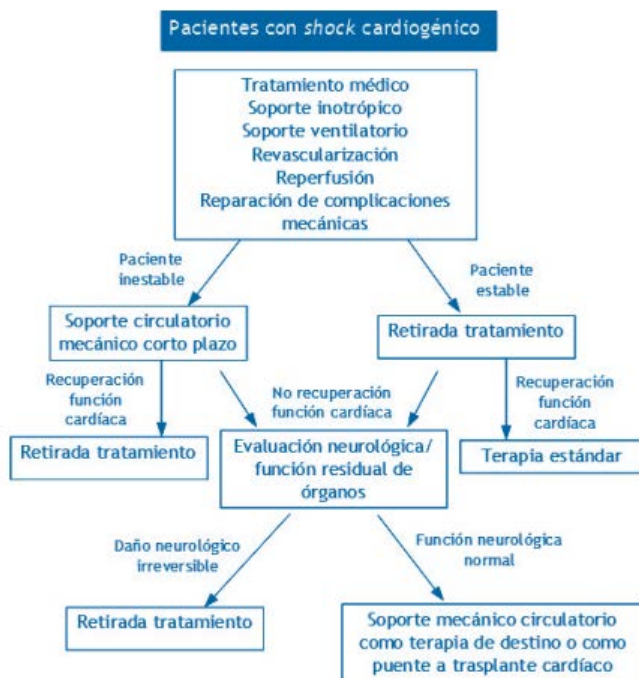 Pacientes con shock cardiogénico
Tratamiento médico
Soporte inotrópico
Soporte ventilatorio
Revascularización
Reperfusión
Reparación de complicaciones
mecánicas
Paciente
inestable
Paciente
estable
Soporte circulatorio
mecánico corto plazo
Retirada tratamiento
Recuperación
función
cardíaca
No recuperación
función cardíaca
Recuperación
función
cardíaca
Retirada tratamiento
Evaluación neurológica/
función residual de
órganos
Terapia estándar
Daño neurológico
irreversible
Función neurológica
normal
Retirada tratamiento
Soporte mecánico circulatorio
como terapia de destino o como
puente a trasplante cardíaco